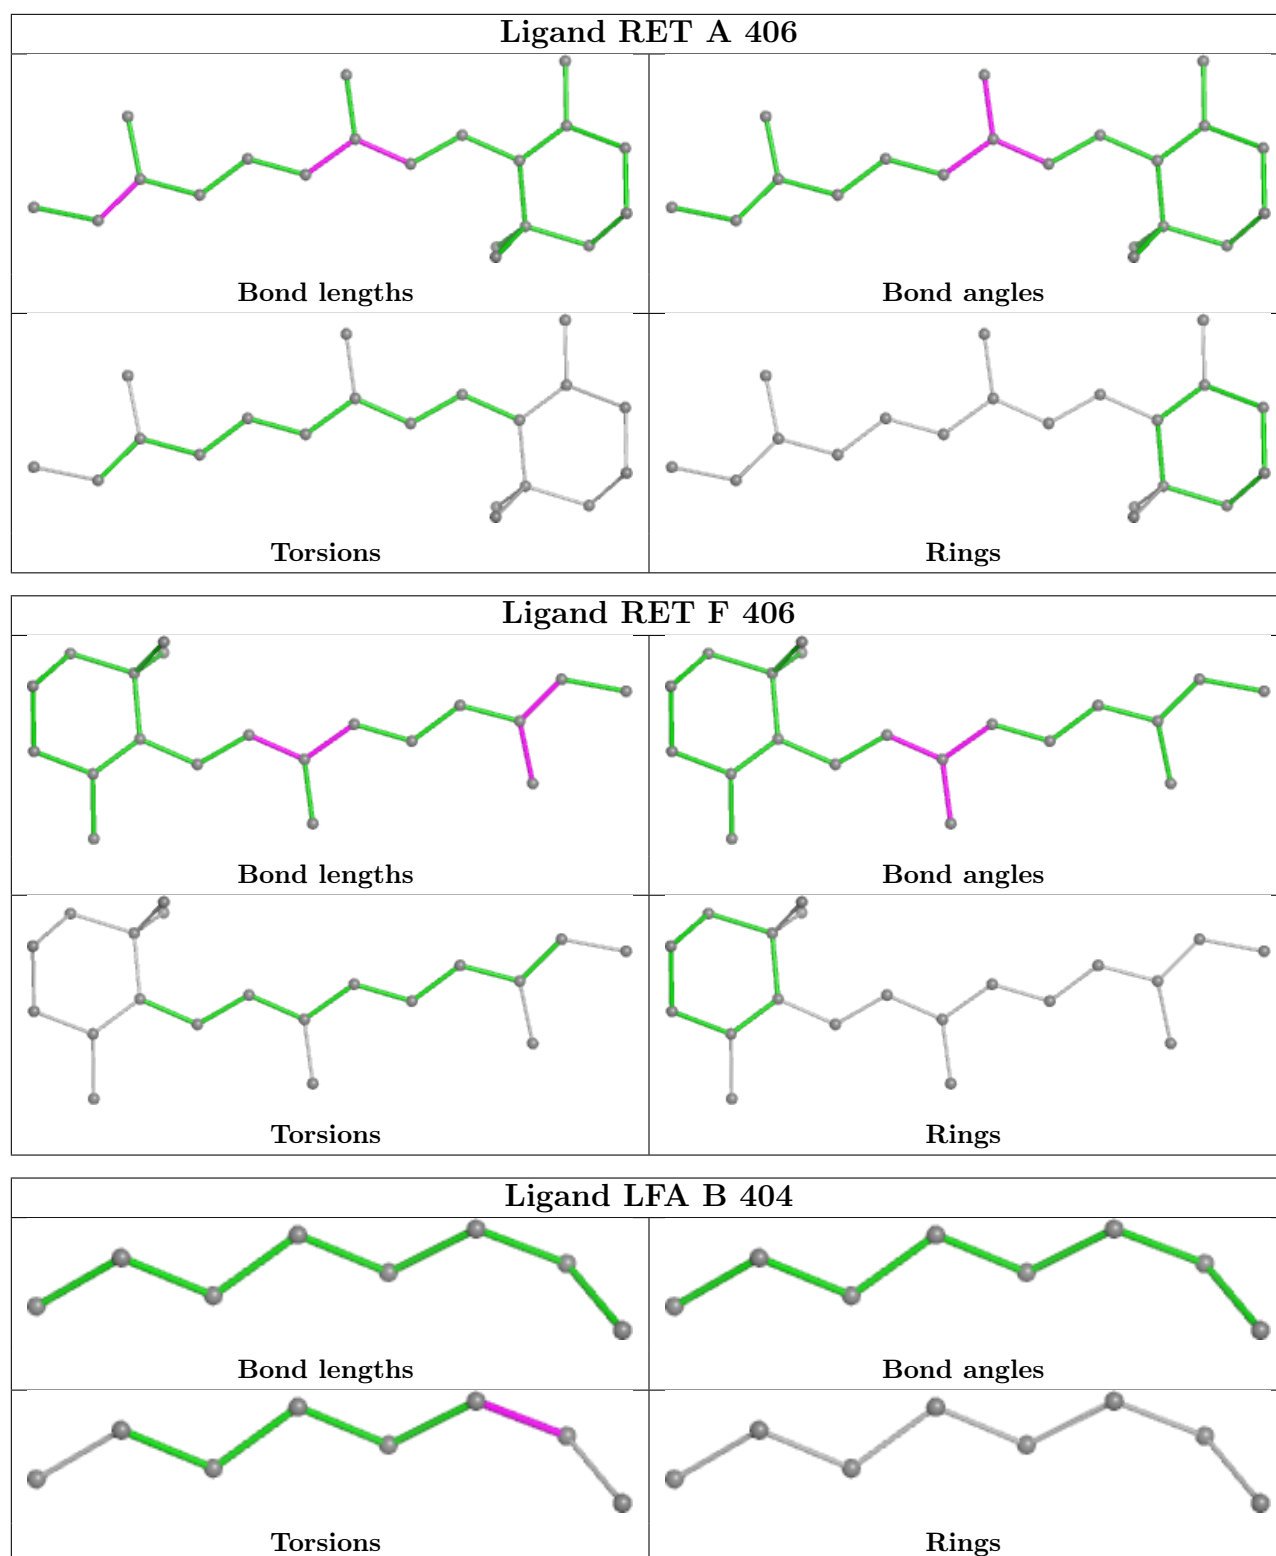 Ligand RET A 406
Bond lengths
Bond angles
Torsions
Rings
Ligand RET F 406
Bond lengths
Bond angles
Torsions
Rings
Ligand LFA B 404
Bond lengths
Bond angles
Torsions
Rings